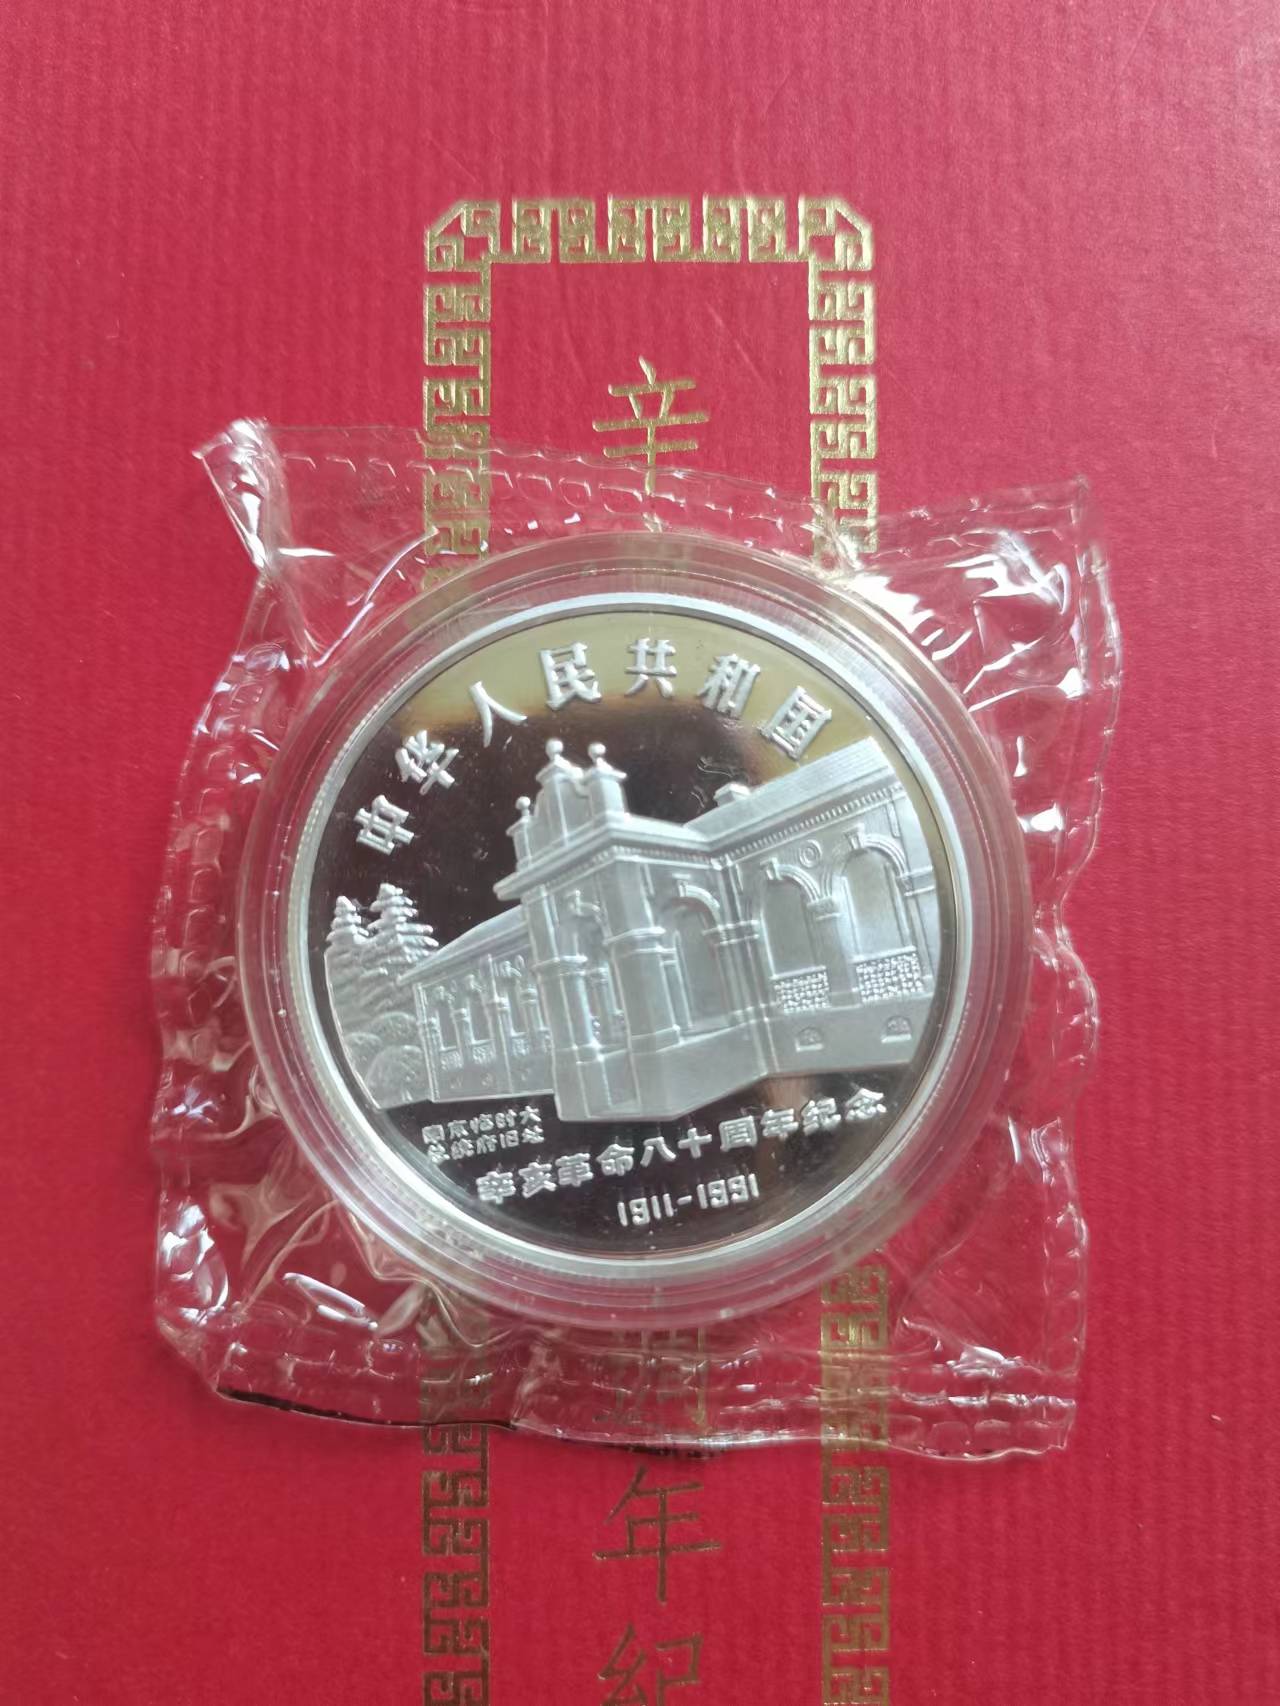 辛
中华人民共和国
南京临时大
总统府旧址
辛亥革命八十周年纪念
1911-1991
周
年
纪